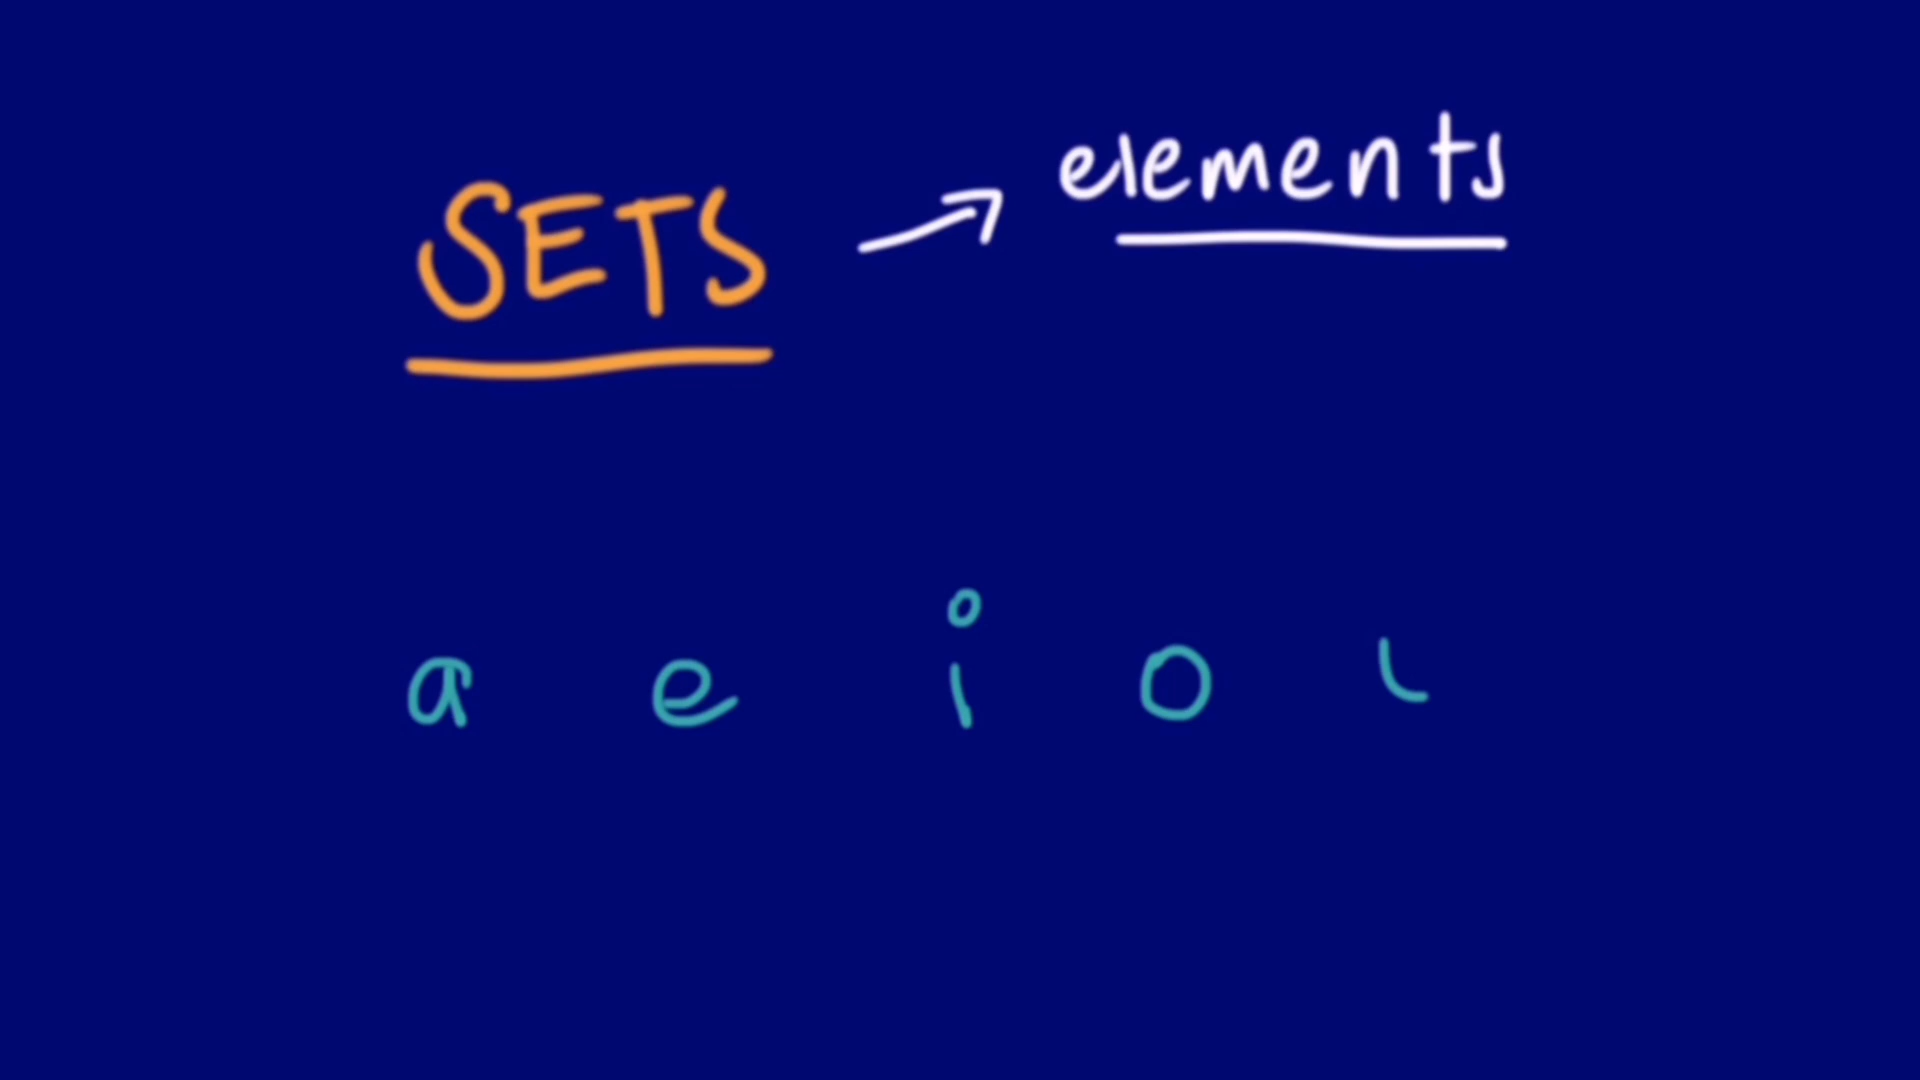 SETS → elements
a e i o